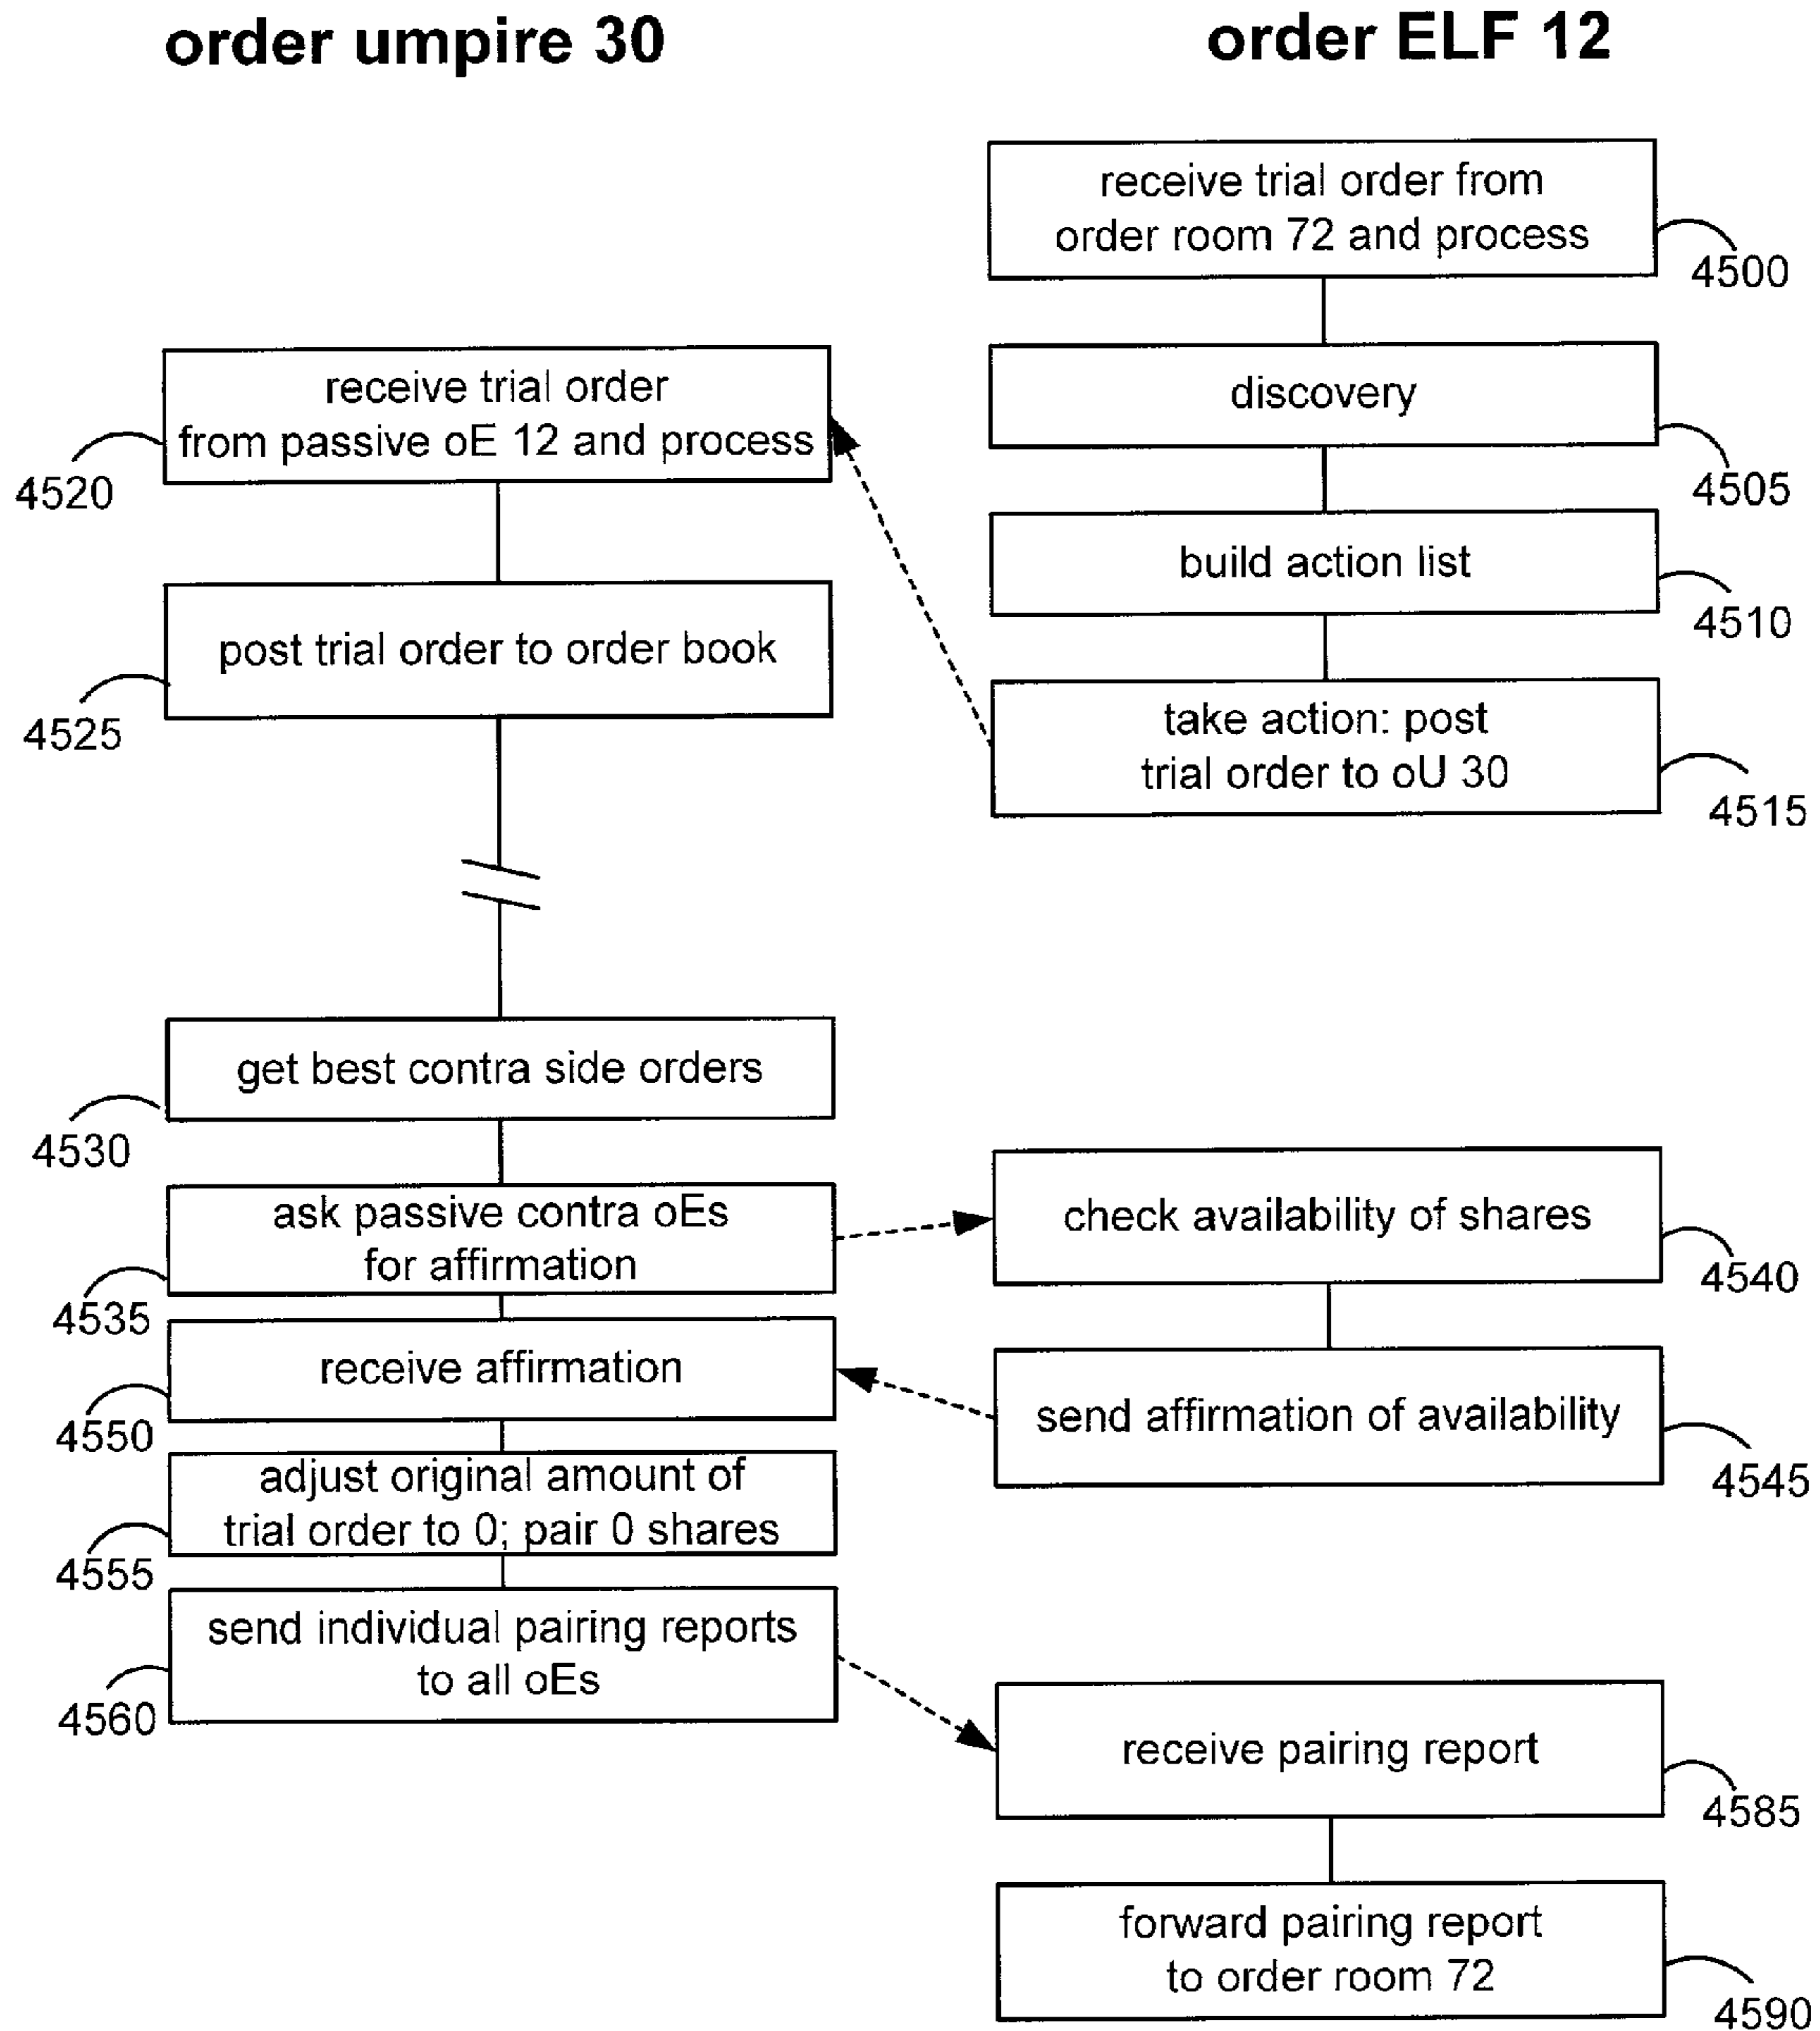 order umpire 30
order ELF 12
receive trial order from
order room 72 and process
4500
receive trial order
from passive oE 12 and process
4520
discovery
4505
build action list
4510
post trial order to order book
4525
take action: post
trial order to oU 30
4515
get best contra side orders
4530
ask passive contra oEs
for affirmation
4535
check availability of shares
4540
receive affirmation
4550
send affirmation of availability
4545
adjust original amount of
trial order to 0; pair 0 shares
4555
send individual pairing reports
to all oEs
4560
receive pairing report
4585
forward pairing report
to order room 72
4590